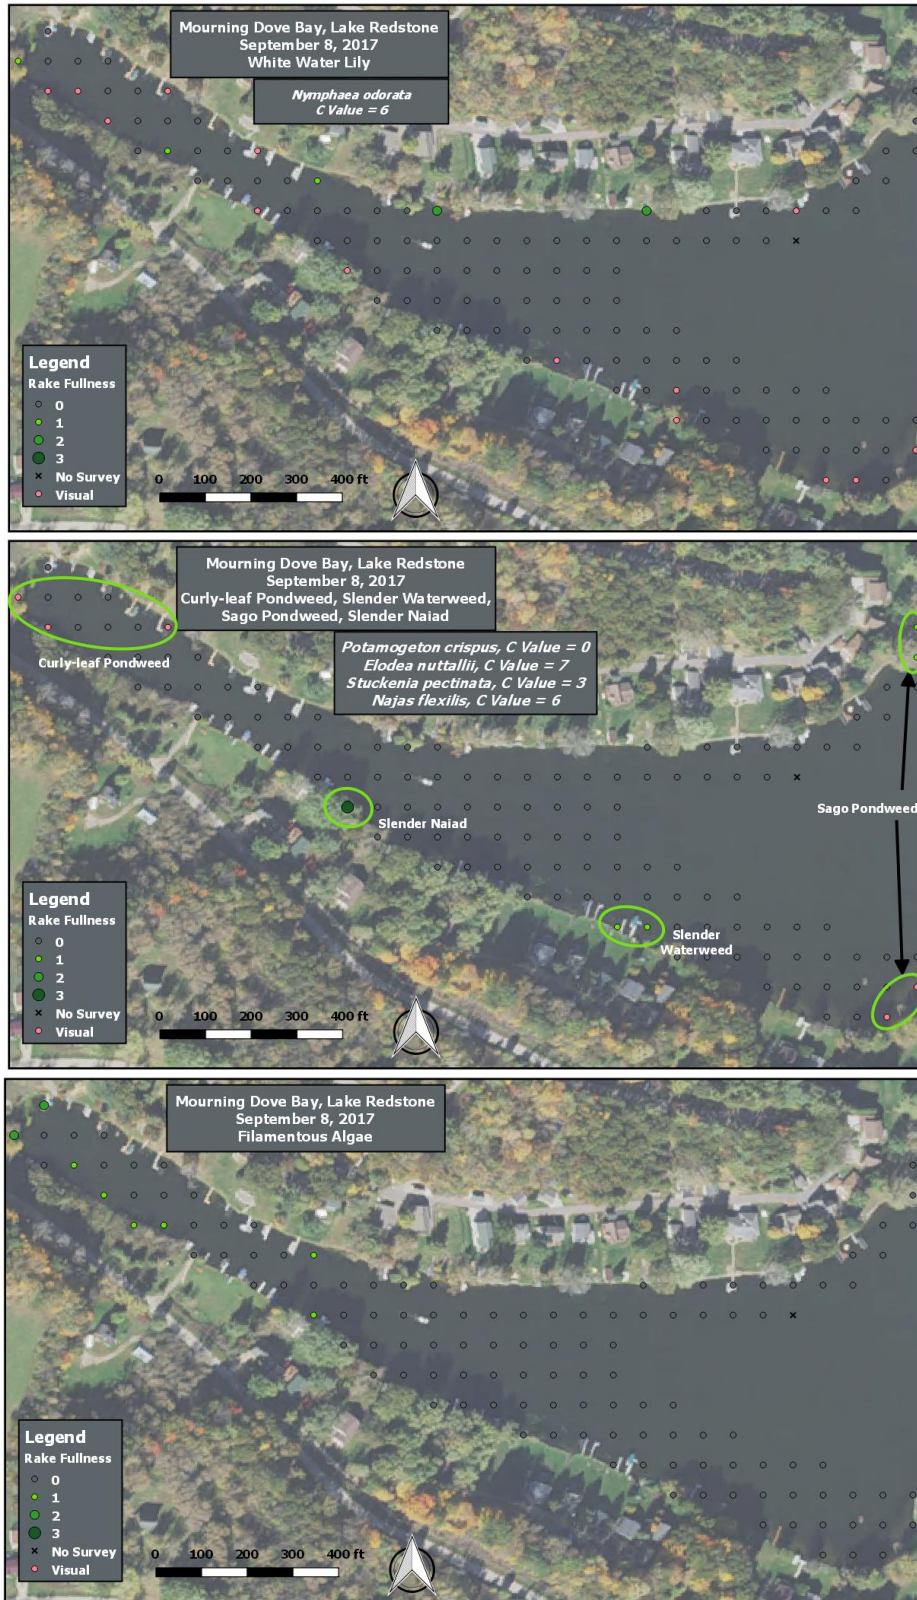 Mourning Dove Bay, Lake Redstone
September 8, 2017
White Water Lily
Nymphaea odorata
C Value = 6
Legend
Rake Fullness
0
1
2
3
No Survey
Visual
0 100 200 300 400 ft
Mourning Dove Bay, Lake Redstone
September 8, 2017
Curly-leaf Pondweed, Slender Waterweed,
Sago Pondweed, Slender Naiad
Potamogeton crispus, C Value = 0
Elodea nuttallii, C Value = 7
Stuckenia pectinata, C Value = 3
Najas flexilis, C Value = 6
Curly-leaf Pondweed
Sago Pondweed
Slender Naiad
Slender
Waterweed
Legend
Rake Fullness
0
1
2
3
No Survey
Visual
0 100 200 300 400 ft
Mourning Dove Bay, Lake Redstone
September 8, 2017
Filamentous Algae
Legend
Rake Fullness
0
1
2
3
No Survey
Visual
0 100 200 300 400 ft